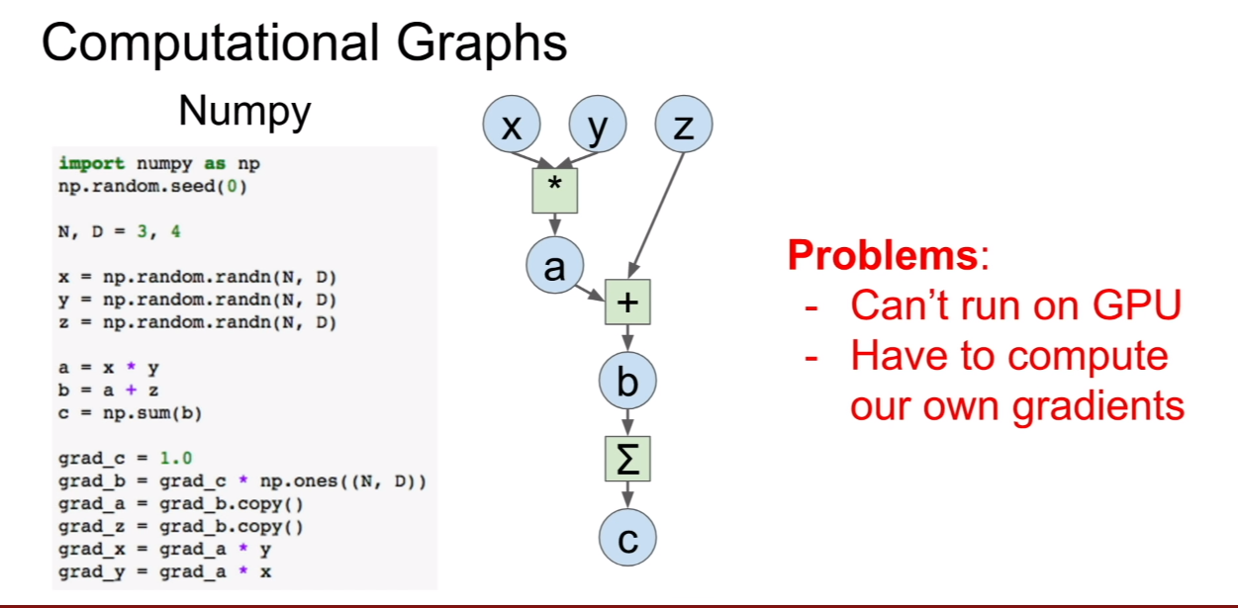 Computational Graphs
Numpy
import numpy as np
np.random.seed(0)
N, D = 3, 4
x = np.random.randn(N, D)
y = np.random.randn(N, D)
z = np.random.randn(N, D)
a = x * y
b = a + z
c = np.sum(b)
grad_c = 1.0
grad_b = grad_c * np.ones((N, D))
grad_a = grad_b.copy()
grad_z = grad_b.copy()
grad_x = grad_a * y
grad_y = grad_a * x
x y z
*
a
+
b
Σ
c
Problems:
- Can’t run on GPU
- Have to compute
our own gradients